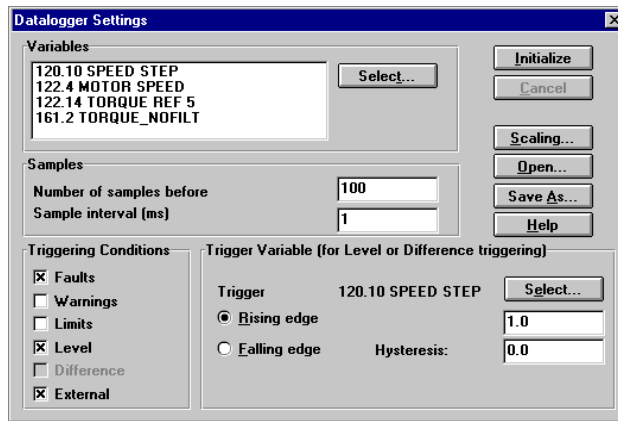 Datalogger Settings
Variables
120.10 SPEED STEP
122.4 MOTOR SPEED
122.14 TORQUE REF 5
161.2 TORQUE_NOFILT
Select...
Initialize
Cancel
Scaling...
Open...
Save As...
Help
Samples
Number of samples before 100
Sample interval (ms) 1
Triggering Conditions
Faults
Warnings
Limits
Level
Difference
External
Trigger Variable (for Level or Difference triggering)
Trigger 120.10 SPEED STEP Select...
Rising edge 1.0
Falling edge Hysteresis: 0.0